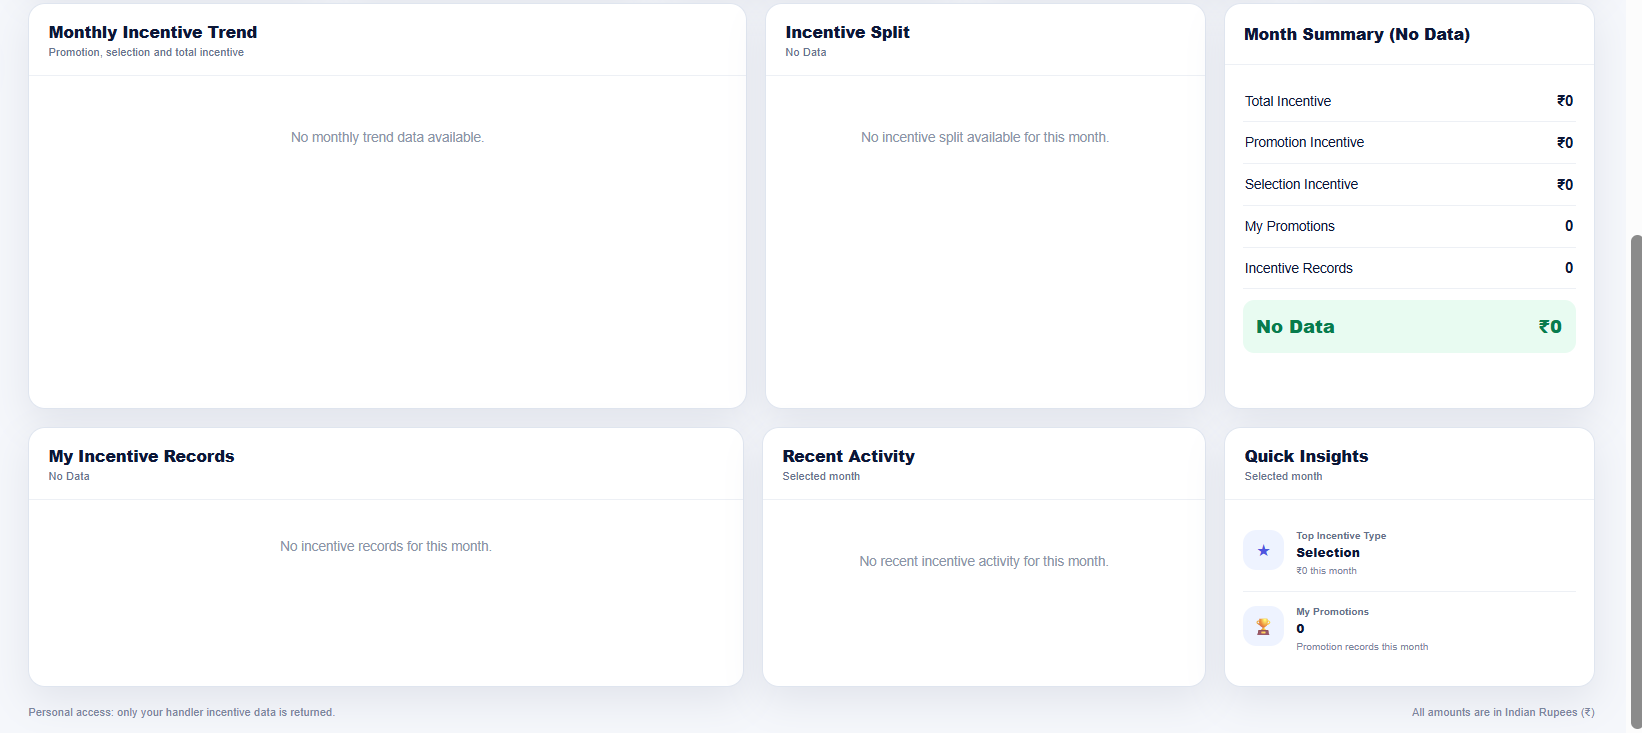 Monthly Incentive Trend
Promotion, selection and total incentive
No monthly trend data available.
Incentive Split
No Data
No incentive split available for this month.
Month Summary (No Data)
Total Incentive ₹0
Promotion Incentive ₹0
Selection Incentive ₹0
My Promotions 0
Incentive Records 0
No Data ₹0
My Incentive Records
No Data
No incentive records for this month.
Recent Activity
Selected month
No recent incentive activity for this month.
Quick Insights
Selected month
Top Incentive Type
Selection
₹0 this month
My Promotions
0
Promotion records this month
Personal access: only your handler incentive data is returned.
All amounts are in Indian Rupees (₹)